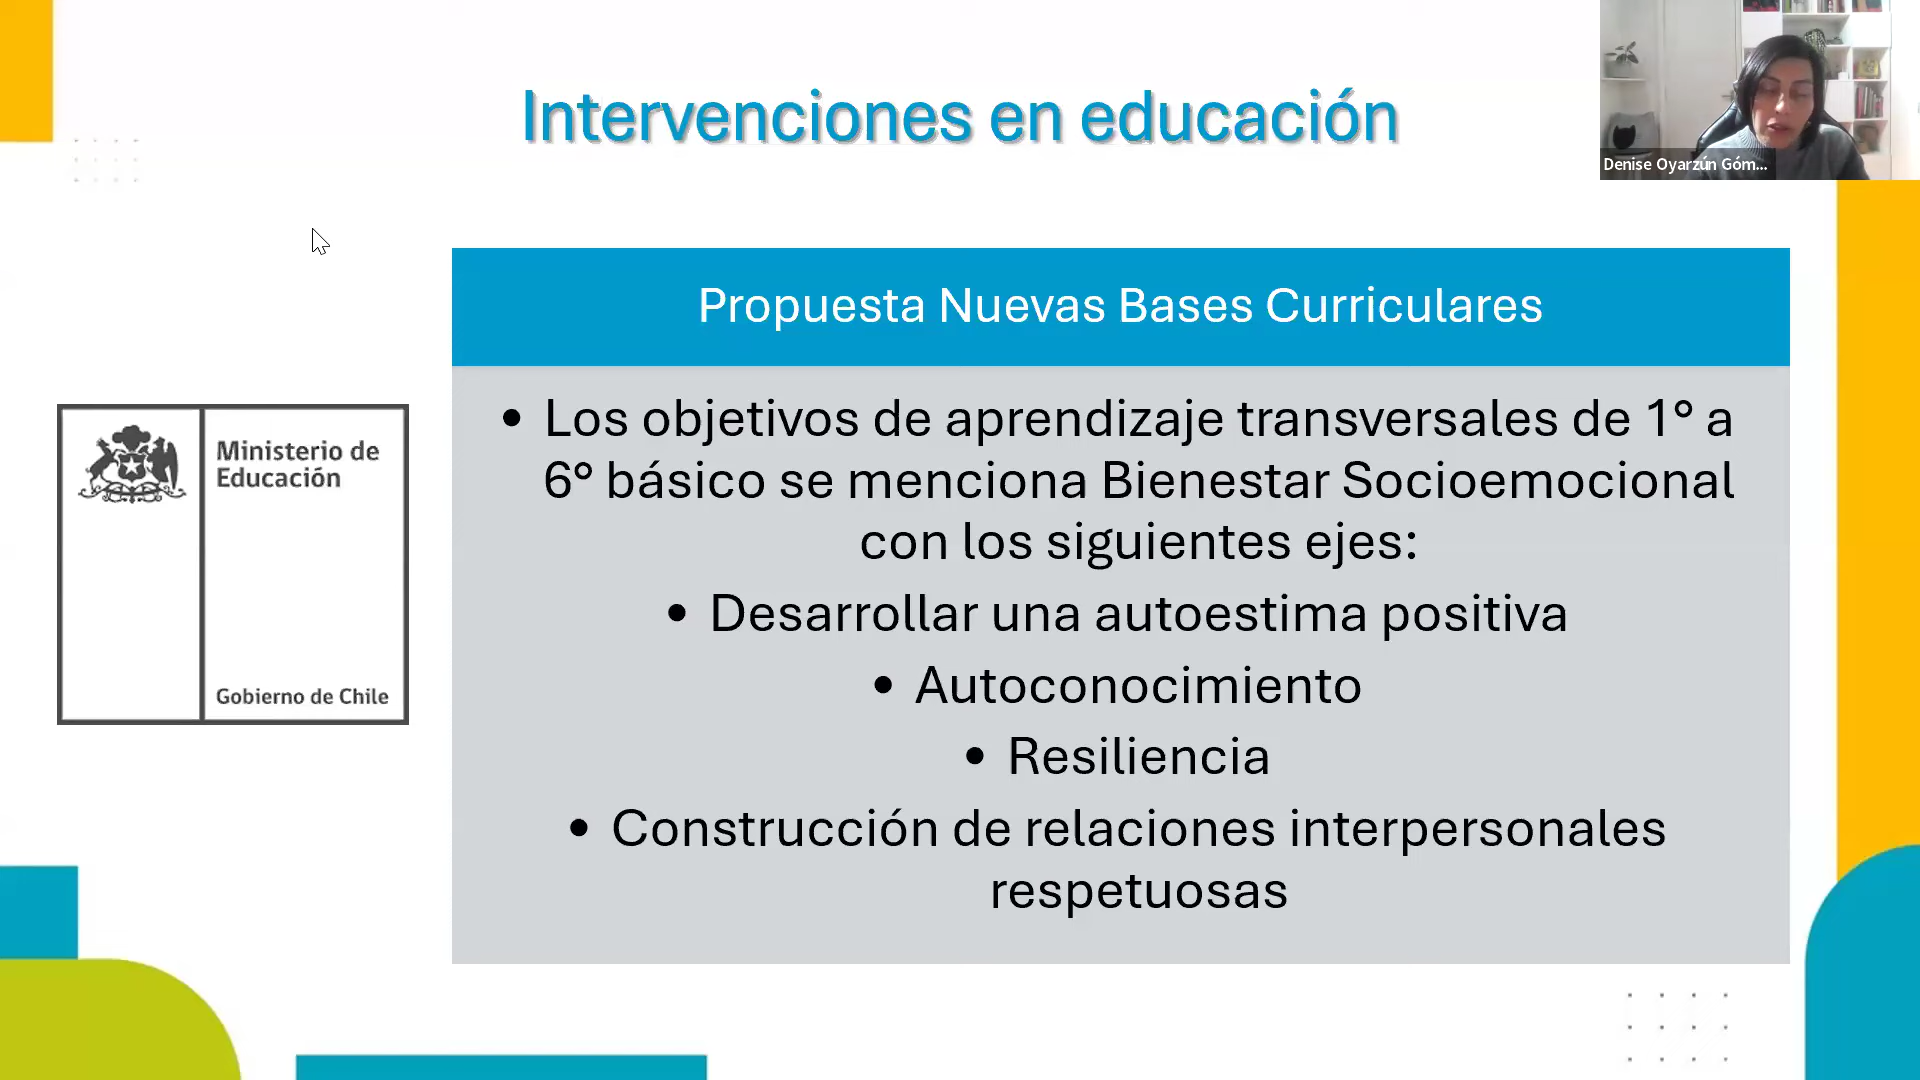 Intervenciones en educación
Denise Oyarzún Góm...
Propuesta Nuevas Bases Curriculares
• Los objetivos de aprendizaje transversales de 1° a
6° básico se menciona Bienestar Socioemocional
con los siguientes ejes:
• Desarrollar una autoestima positiva
• Autoconocimiento
• Resiliencia
• Construcción de relaciones interpersonales
respetuosas
Ministerio de
Educación
Gobierno de Chile